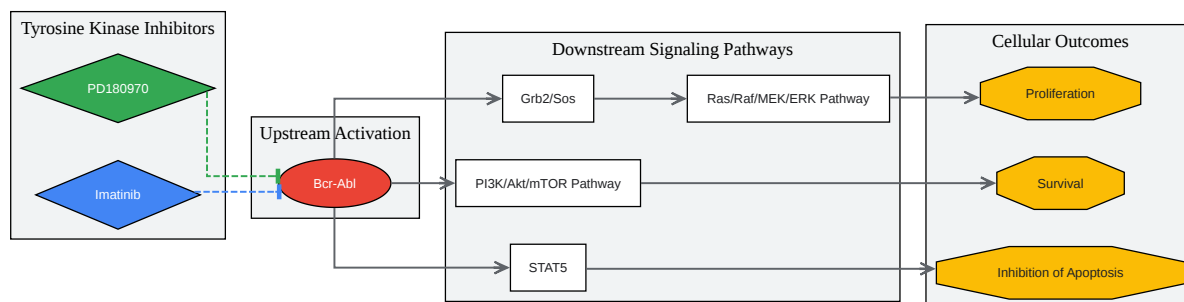 Tyrosine Kinase Inhibitors
PD180970
Imatinib
Upstream Activation
Bcr-Abl
Downstream Signaling Pathways
Grb2/Sos
Ras/Raf/MEK/ERK Pathway
PI3K/Akt/mTOR Pathway
STAT5
Cellular Outcomes
Proliferation
Survival
Inhibition of Apoptosis